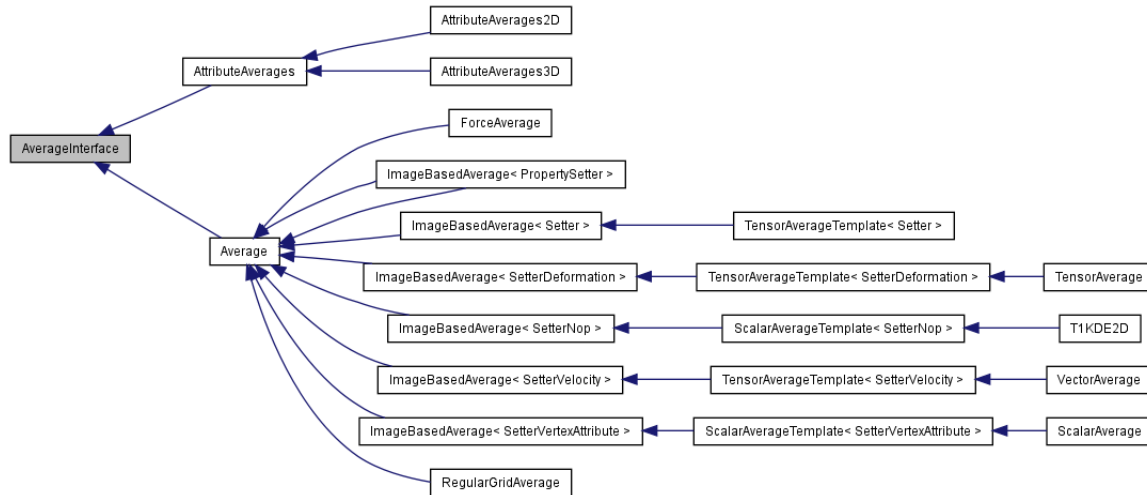 AttributeAverages2D
AttributeAverages
AttributeAverages3D
ForceAverage
AverageInterface
ImageBasedAverage< PropertySetter >
ImageBasedAverage< Setter >
TensorAverageTemplate< Setter >
Average
ImageBasedAverage< SetterDeformation >
TensorAverageTemplate< SetterDeformation >
TensorAverage
ImageBasedAverage< SetterNop >
ScalarAverageTemplate< SetterNop >
T1KDE2D
ImageBasedAverage< SetterVelocity >
TensorAverageTemplate< SetterVelocity >
VectorAverage
ImageBasedAverage< SetterVertexAttribute >
ScalarAverageTemplate< SetterVertexAttribute >
ScalarAverage
RegularGridAverage